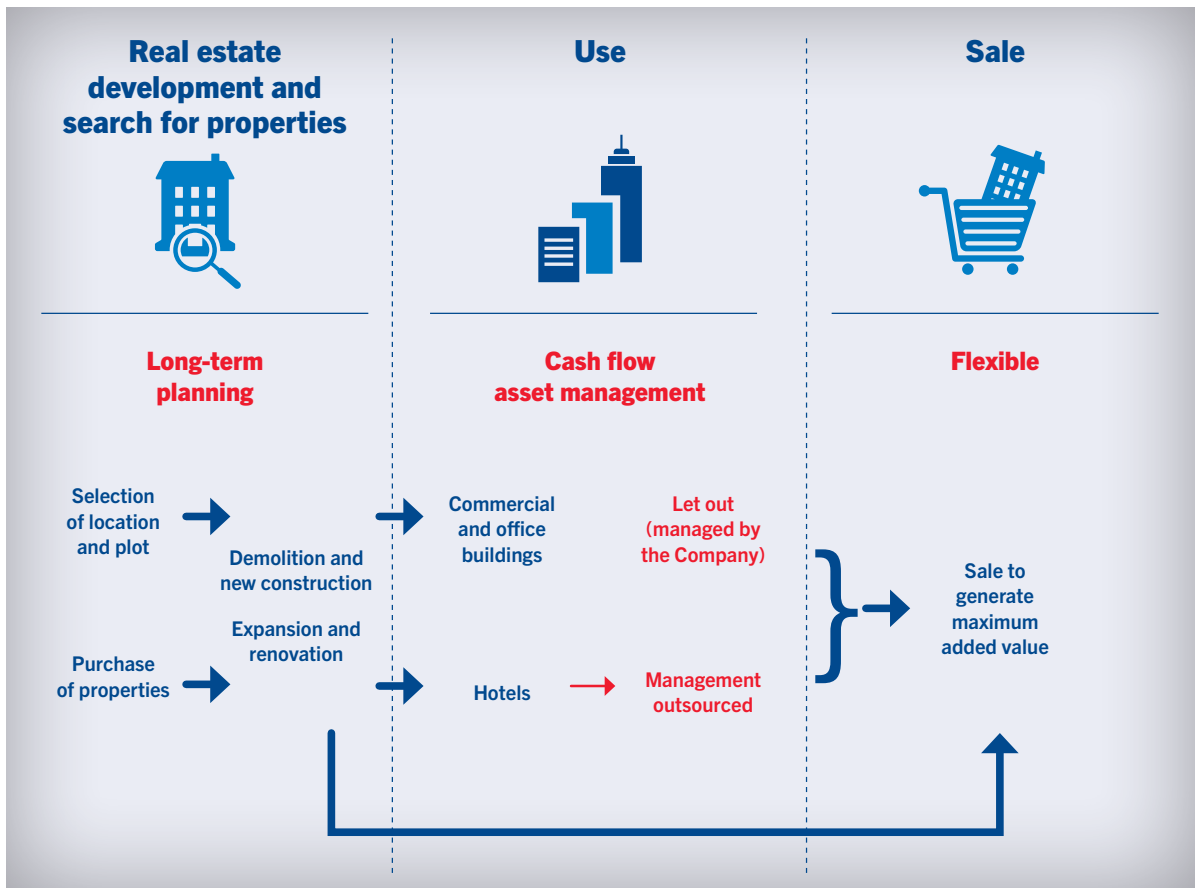 Real estate
development and
search for properties
Use
Sale
Long-term
planning
Cash flow
asset management
Flexible
Selection
of location
and plot
Demolition and
new construction
Expansion and
renovation
Purchase
of properties
Commercial
and office
buildings
Let out
(managed by
the Company)
Hotels
Management
outsourced
Sale to
generate
maximum
added value